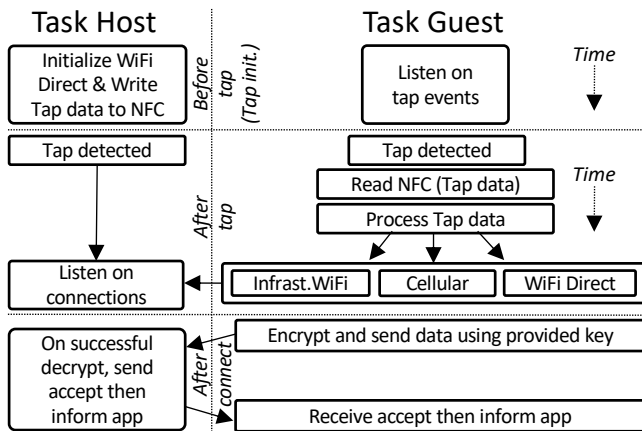 Task Host
Task Guest
Initialize WiFi
Direct & Write
Tap data to NFC
Before
tap
(Tap init.)
Listen on
tap events
Time
Tap detected
After
tap
Tap detected
Read NFC (Tap data)
Process Tap data
Time
Listen on
connections
Infrast.WiFi
Cellular
WiFi Direct
On successful
decrypt, send
accept then
inform app
After
connect
Encrypt and send data using provided key
Receive accept then inform app